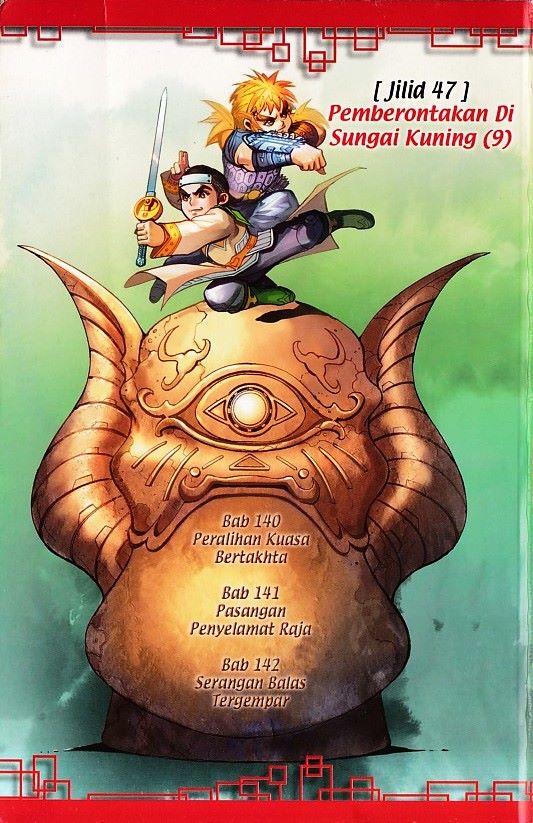 [ Jilid 47 ]
Pemberontakan Di
Sungai Kuning (9)
Bab 140
Peralihan Kuasa
Bertakhta
Bab 141
Pasangan
Penyelamat Raja
Bab 142
Serangan Balas
Tergempar